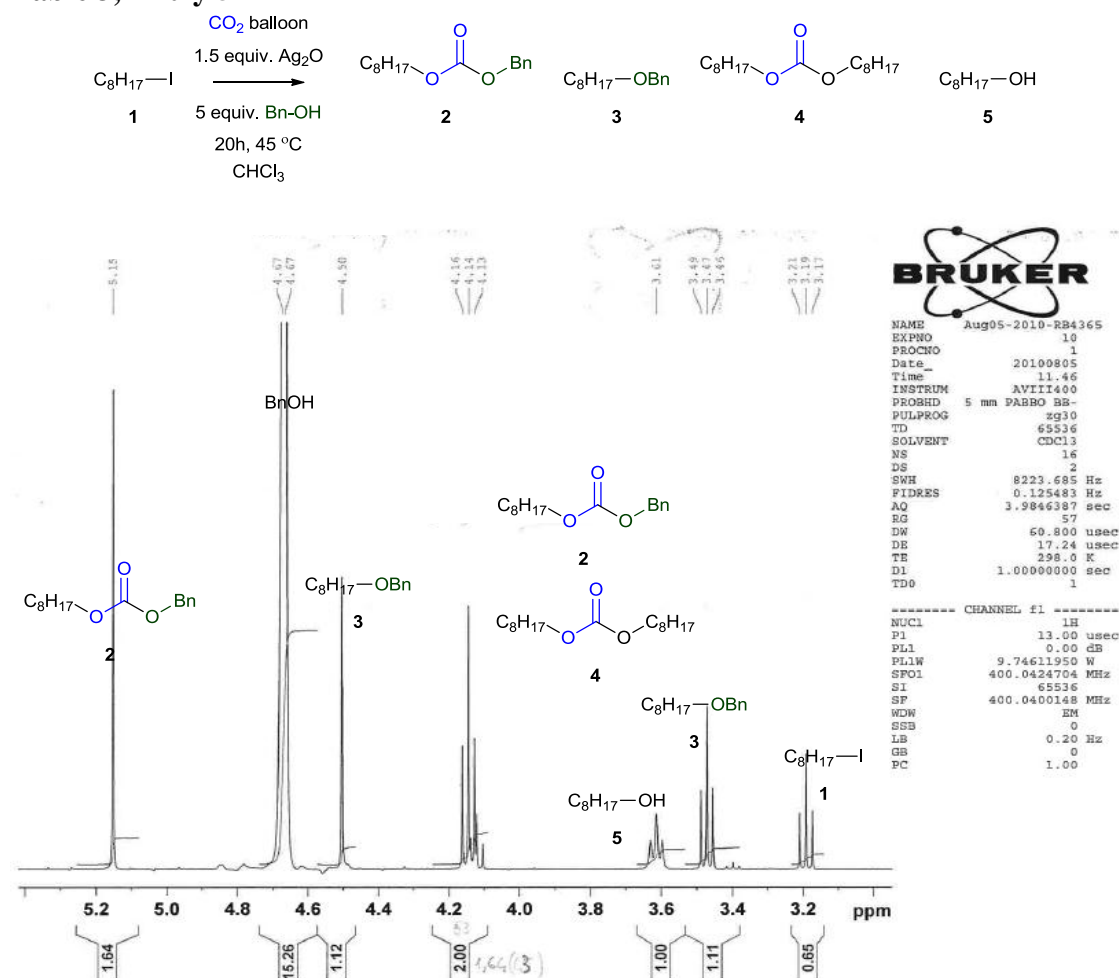 CO2 balloon
1.5 equiv. Ag2O
C8H17—I
5 equiv. Bn-OH
20h, 45 °C
CHCl3
1
O
C8H17 O O Bn
2
C8H17—OBn
3
O
C8H17 O O C8H17
4
C8H17—OH
5
5.15
4.67
4.67
4.50
4.16
4.14
4.13
3.61
3.49
3.47
3.45
3.21
3.19
3.17
BRUKER
NAME Aug05-2010-RB4365
EXPNO 10
PROCNO 1
Date_ 20100805
Time 11.46
INSTRUM AVIII400
PROBHD 5 mm PABBO BB-
PULPROG zg30
TD 65536
SOLVENT CDCl3
NS 16
DS 2
SWH 8223.685 Hz
FIDRES 0.125483 Hz
AQ 3.9846387 sec
RG 57
DW 60.800 usec
DE 17.24 usec
TE 298.0 K
D1 1.00000000 sec
TD0 1
======== CHANNEL f1 ========
NUC1 1H
P1 13.00 usec
PL1 0.00 dB
PL1W 9.74611950 W
SFO1 400.0424704 MHz
SI 65536
SF 400.0400148 MHz
WDW EM
SSB 0
LB 0.20 Hz
GB 0
PC 1.00
BnOH
O
C8H17 O O Bn
2
C8H17—OBn
3
O
C8H17 O O Bn
2
O
C8H17 O O C8H17
4
C8H17—OH
5
C8H17—OBn
3
C8H17—I
1
5.2 5.0 4.8 4.6 4.4 4.2 4.0 3.8 3.6 3.4 3.2 ppm
1.64
15.26
1.12
2.00
1.00
1.11
0.65
83
1,64 (3)